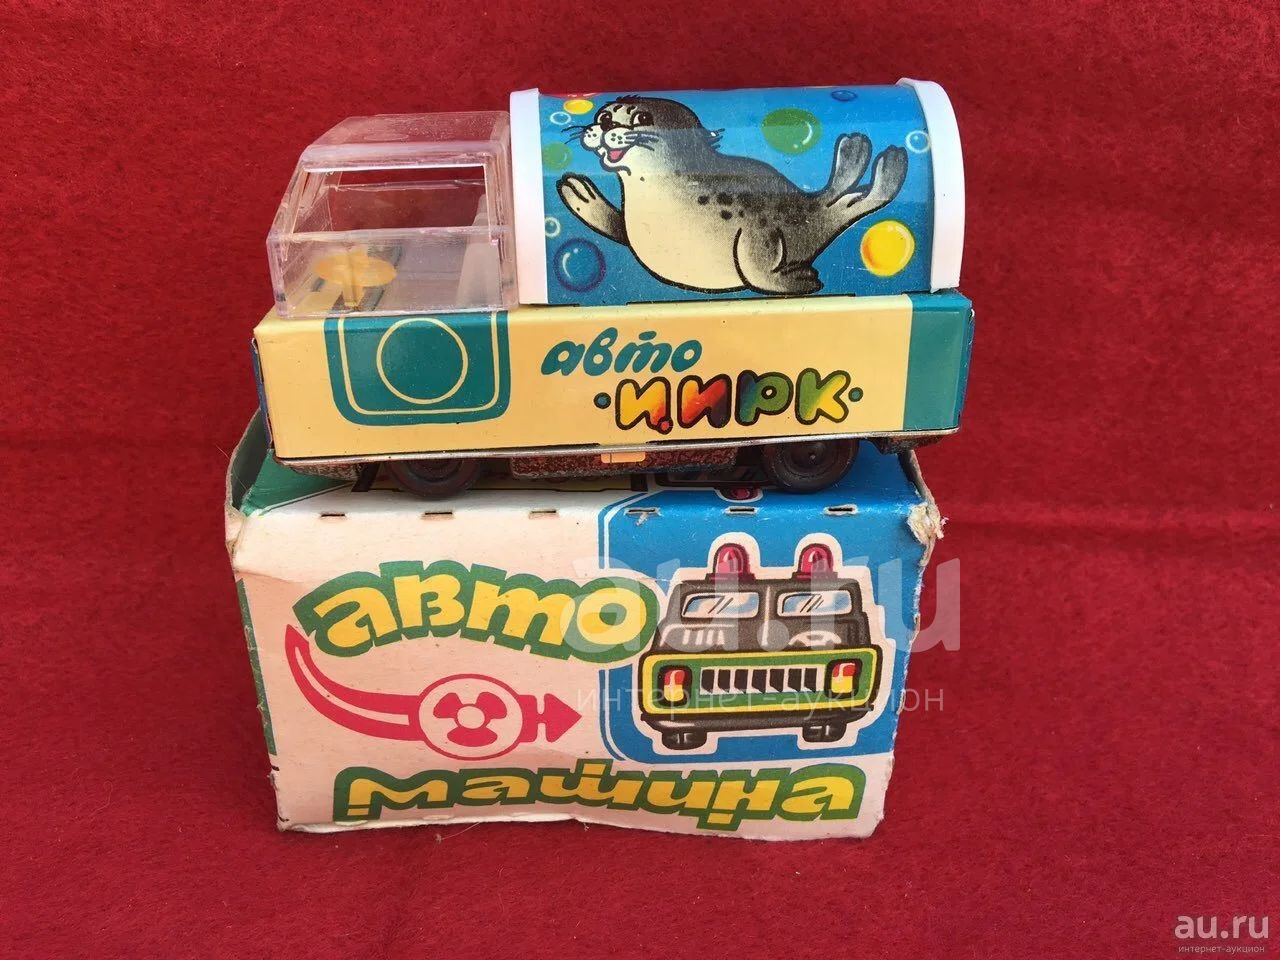 авто
•ЦИРК•
авто
машина
au.ru
интернет-аукцион
au.ru
интернет-аукцион